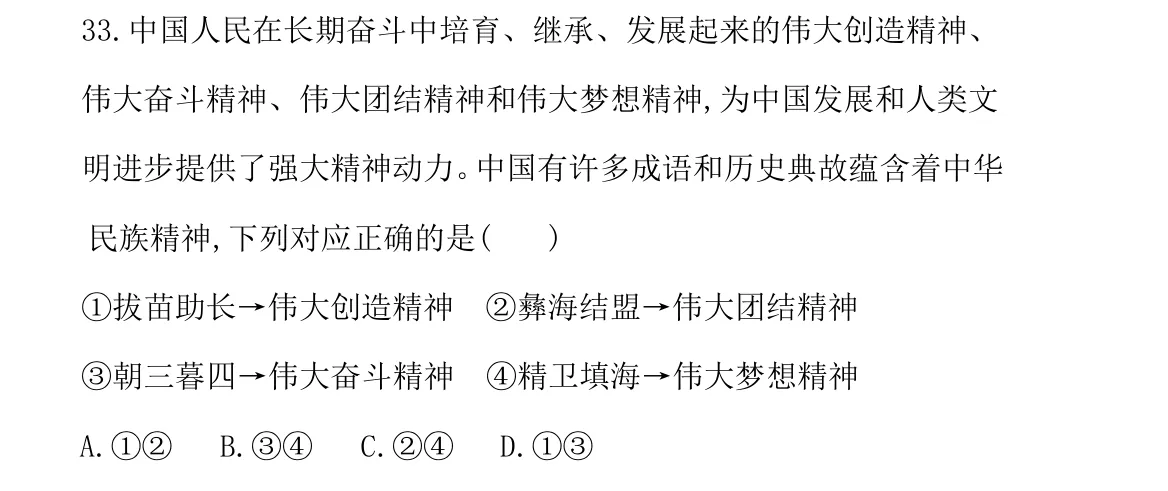 33.中国人民在长期奋斗中培育、继承、发展起来的伟大创造精神、
伟大奋斗精神、伟大团结精神和伟大梦想精神,为中国发展和人类文
明进步提供了强大精神动力。中国有许多成语和历史典故蕴含着中华
民族精神,下列对应正确的是(　　)
①拔苗助长→伟大创造精神　②彝海结盟→伟大团结精神
③朝三暮四→伟大奋斗精神　④精卫填海→伟大梦想精神
A.①②　B.③④　C.②④　D.①③